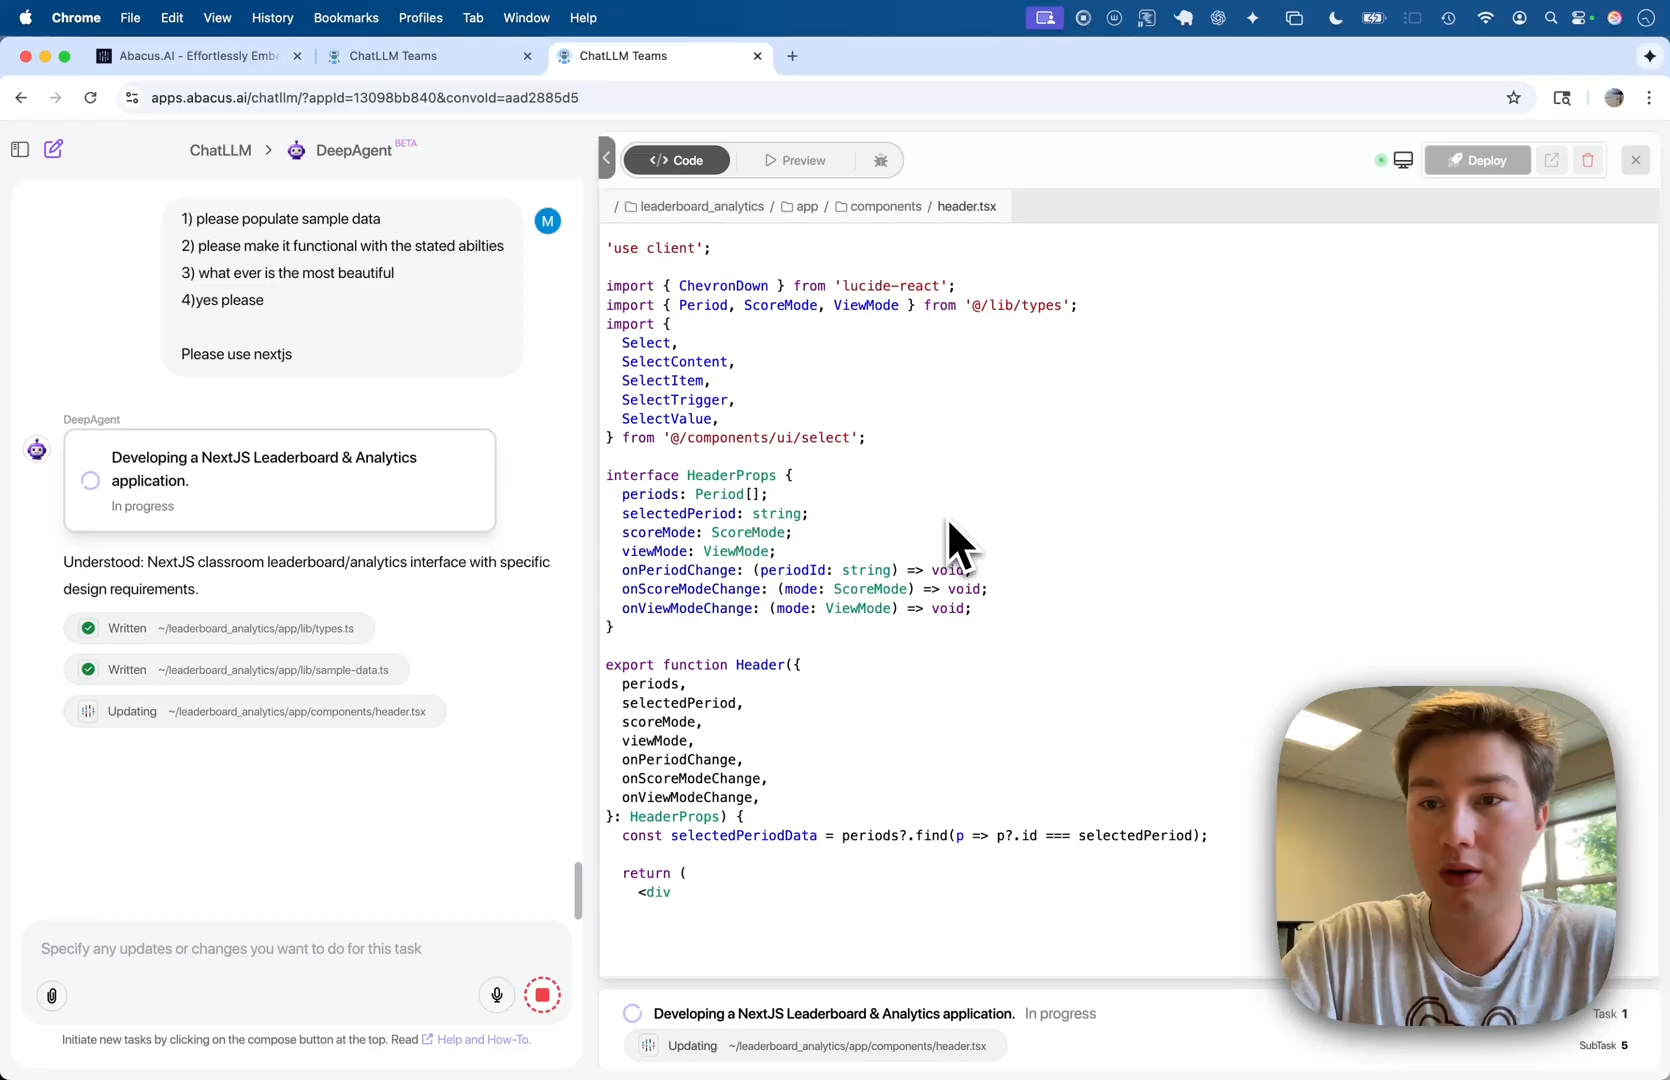 Chrome File Edit View History Bookmarks Profiles Tab Window Help
Abacus.AI - Effortlessly Embe
ChatLLM Teams
ChatLLM Teams
apps.abacus.ai/chatllm/?appId=13098bb840&convoId=aad2885d5
ChatLLM > DeepAgent BETA
1) please populate sample data
2) please make it functional with the stated abilties
3) what ever is the most beautiful
4)yes please
Please use nextjs
M
DeepAgent
Developing a NextJS Leaderboard & Analytics
application.
In progress
Understood: NextJS classroom leaderboard/analytics interface with specific
design requirements.
Written ~/leaderboard_analytics/app/lib/types.ts
Written ~/leaderboard_analytics/app/lib/sample-data.ts
Updating ~/leaderboard_analytics/app/components/header.tsx
Specify any updates or changes you want to do for this task
Initiate new tasks by clicking on the compose button at the top. Read Help and How-To.
</> Code
Preview
Deploy
/ leaderboard_analytics / app / components / header.tsx
'use client';
import { ChevronDown } from 'lucide-react';
import { Period, ScoreMode, ViewMode } from '@/lib/types';
import {
Select,
SelectContent,
SelectItem,
SelectTrigger,
SelectValue,
} from '@/components/ui/select';
interface HeaderProps {
periods: Period[];
selectedPeriod: string;
scoreMode: ScoreMode;
viewMode: ViewMode;
onPeriodChange: (periodId: string) => void;
onScoreModeChange: (mode: ScoreMode) => void;
onViewModeChange: (mode: ViewMode) => void;
}
export function Header({
periods,
selectedPeriod,
scoreMode,
viewMode,
onPeriodChange,
onScoreModeChange,
onViewModeChange,
}: HeaderProps) {
const selectedPeriodData = periods?.find(p => p?.id === selectedPeriod);
return (
<div
Developing a NextJS Leaderboard & Analytics application. In progress
Task 1
Updating ~/leaderboard_analytics/app/components/header.tsx
SubTask 5